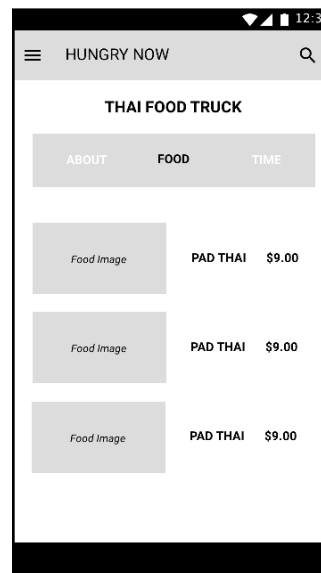 12:3
HUNGRY NOW
THAI FOOD TRUCK
ABOUT FOOD TIME
Food Image PAD THAI $9.00
Food Image PAD THAI $9.00
Food Image PAD THAI $9.00